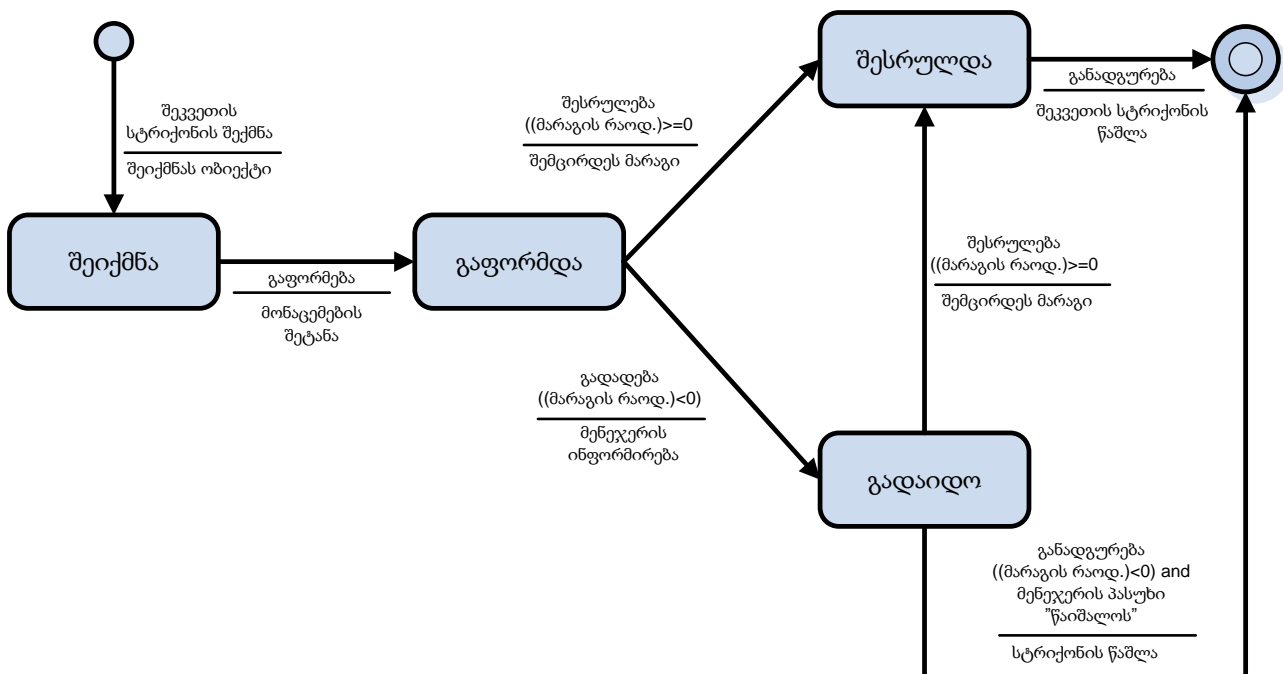 შეკვეთის
სტრიქონის შექმნა
შეიქმნას ობიექტი
შეიქმნა
გაფორმება
მონაცემების
შეტანა
გაფორმდა
შესრულება
((მარაგის რაოდ.)>=0
შემცირდეს მარაგი
შესრულდა
განადგურება
შეკვეთის სტრიქონის
წაშლა
შესრულება
((მარაგის რაოდ.)>=0
შემცირდეს მარაგი
გადადება
((მარაგის რაოდ.)<0)
მენეჯერის
ინფორმირება
გადაიდო
განადგურება
((მარაგის რაოდ.)<0) and
მენეჯერის პასუხი
"წაიშალოს"
სტრიქონის წაშლა